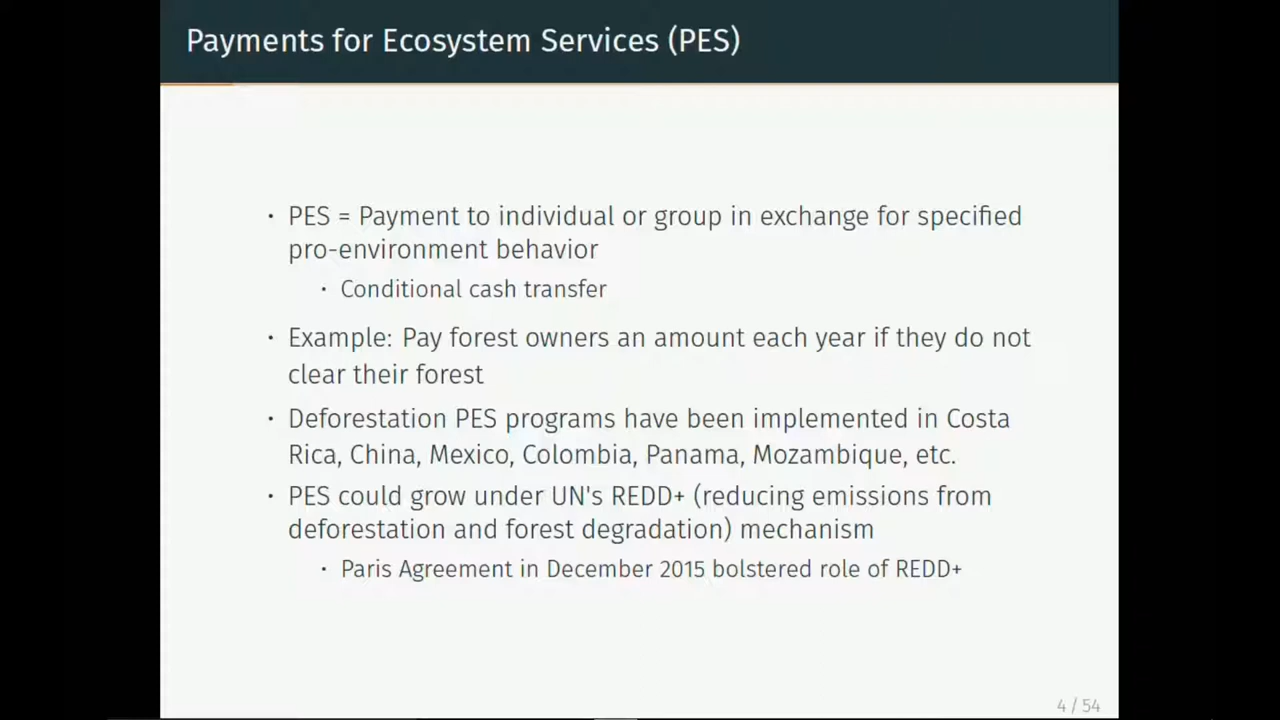 Payments for Ecosystem Services (PES)
· PES = Payment to individual or group in exchange for specified
pro-environment behavior
· Conditional cash transfer
· Example: Pay forest owners an amount each year if they do not
clear their forest
· Deforestation PES programs have been implemented in Costa
Rica, China, Mexico, Colombia, Panama, Mozambique, etc.
· PES could grow under UN's REDD+ (reducing emissions from
deforestation and forest degradation) mechanism
· Paris Agreement in December 2015 bolstered role of REDD+
4 / 54